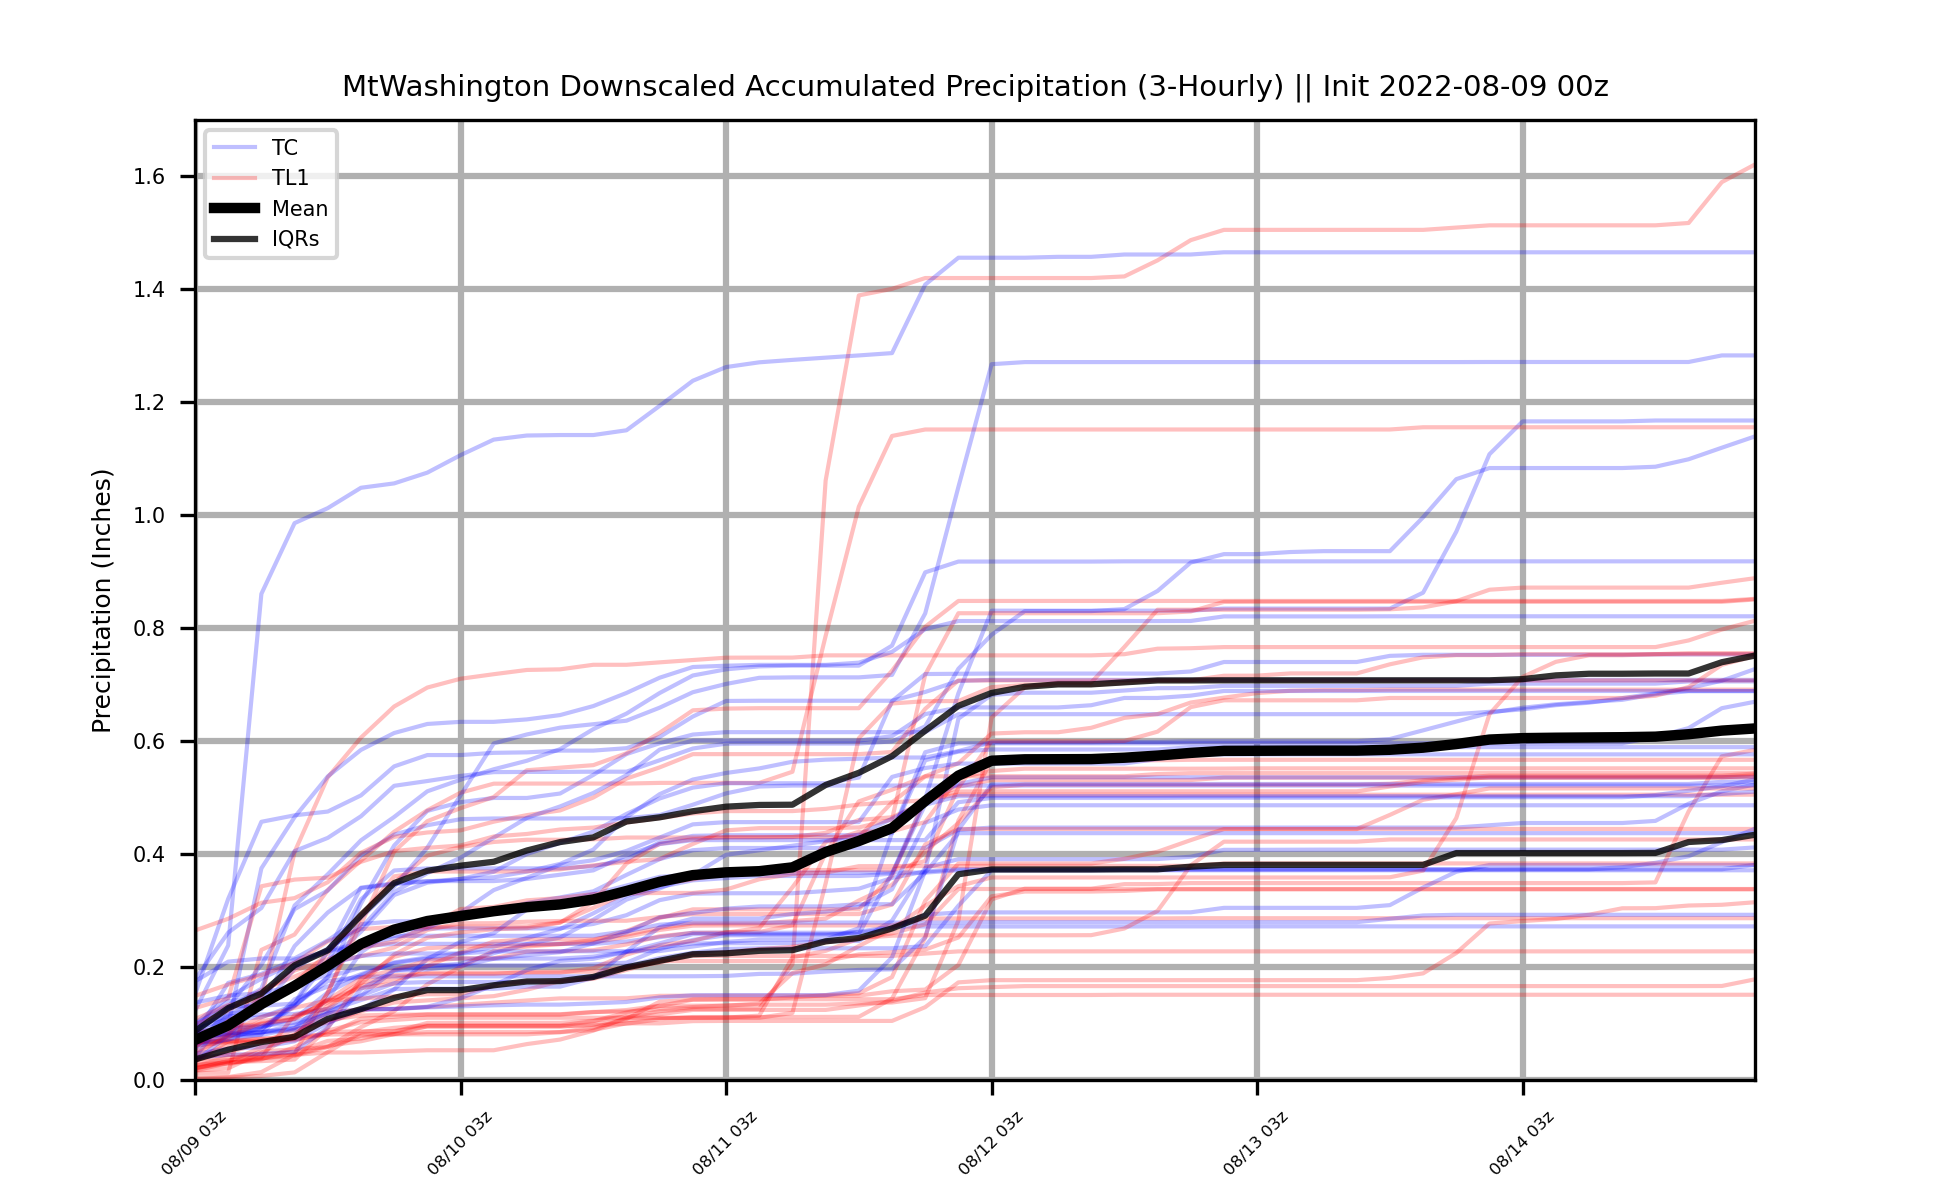 MtWashington Downscaled Accumulated Precipitation (3-Hourly) || Init 2022-08-09 00z
TC
TL1
Mean
IQRs
Precipitation (Inches)
1.6
1.4
1.2
1.0
0.8
0.6
0.4
0.2
0.0
08/09 03z
08/10 03z
08/11 03z
08/12 03z
08/13 03z
08/14 03z